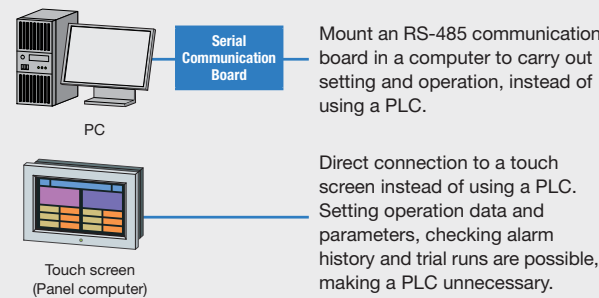 Serial
Communication
Board
PC
Mount an RS-485 communication
board in a computer to carry out
setting and operation, instead of
using a PLC.
Touch screen
(Panel computer)
Direct connection to a touch
screen instead of using a PLC.
Setting operation data and
parameters, checking alarm
history and trial runs are possible,
making a PLC unnecessary.